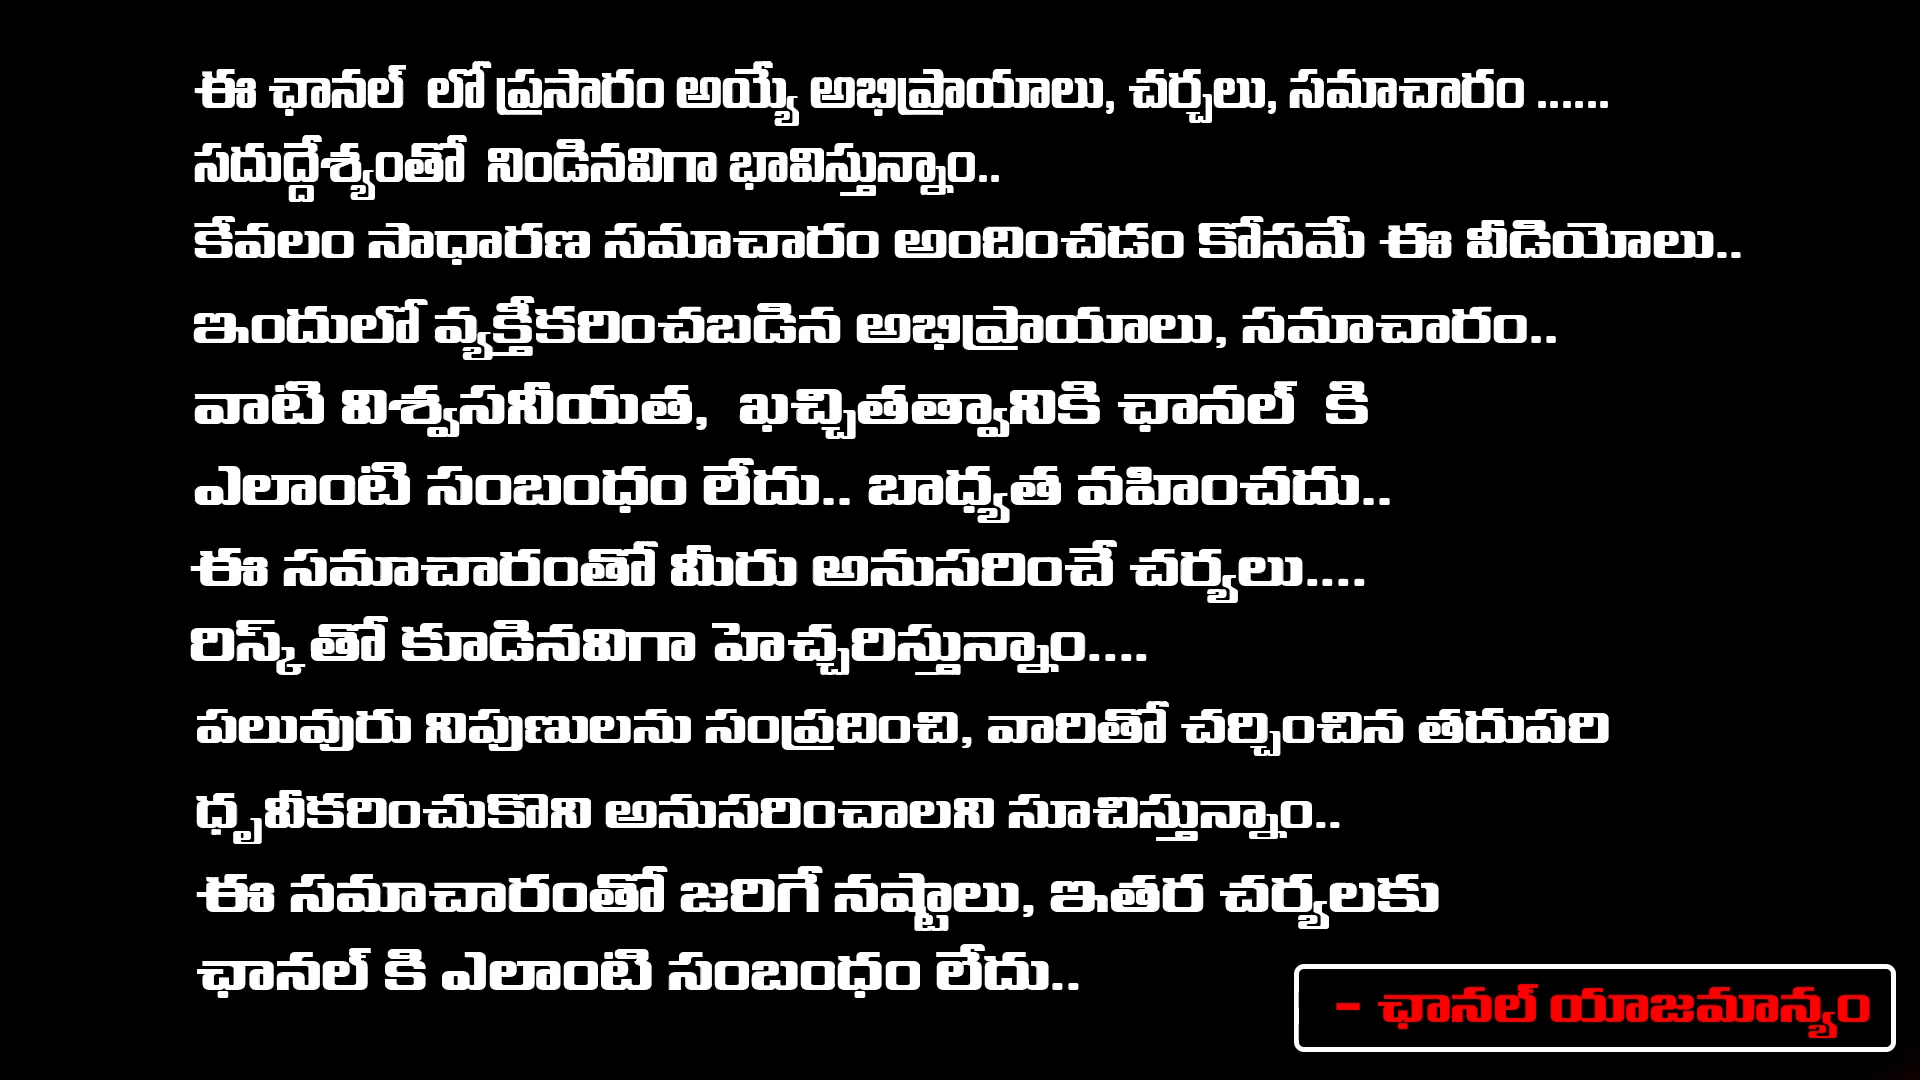 ఈ ఛానల్ లో ప్రసారం అయ్యే అభిప్రాయాలు, చర్చలు, సమాచారం ......
సదుద్దేశ్యంతో నిండినవిగా భావిస్తున్నాం..
కేవలం సాధారణ సమాచారం అందించడం కోసమే ఈ వీడియోలు..
ఇందులో వ్యక్తీకరించబడిన అభిప్రాయాలు, సమాచారం..
వాటి విశ్వసనీయత, ఖచ్చితత్వానికి ఛానల్ కి
ఎలాంటి సంబంధం లేదు.. బాధ్యత వహించదు..
ఈ సమాచారంతో మీరు అనుసరించే చర్యలు....
రిస్క్ తో కూడినవిగా హెచ్చరిస్తున్నాం....
పలువురు నిపుణులను సంప్రదించి, వారితో చర్చించిన తదుపరి
ధృవీకరించుకొని అనుసరించాలని సూచిస్తున్నాం..
ఈ సమాచారంతో జరిగే నష్టాలు, ఇతర చర్యలకు
ఛానల్ కి ఎలాంటి సంబంధం లేదు..
- ఛానల్ యాజమాన్యం